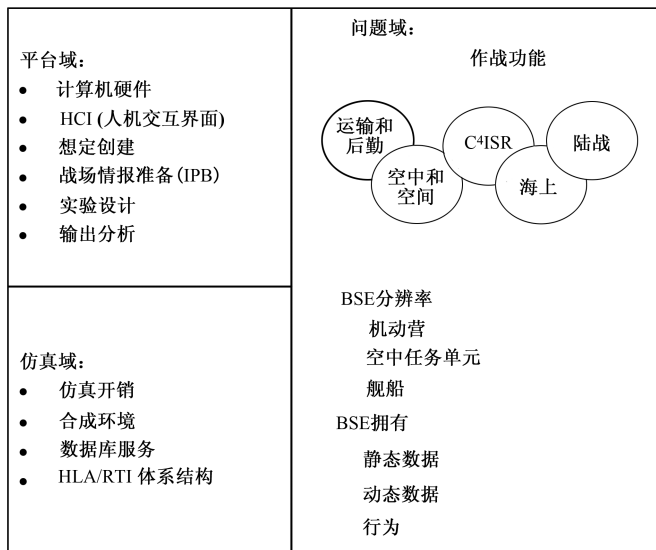 平台域：
● 计算机硬件
● HCI (人机交互界面)
● 想定创建
● 战场情报准备(IPB)
● 实验设计
● 输出分析
仿真域：
● 仿真开销
● 合成环境
● 数据库服务
● HLA/RTI 体系结构
问题域：
作战功能
运输和
后勤
空中和
空间
C⁴ISR
海上
陆战
BSE分辨率
机动营
空中任务单元
舰船
BSE拥有
静态数据
动态数据
行为